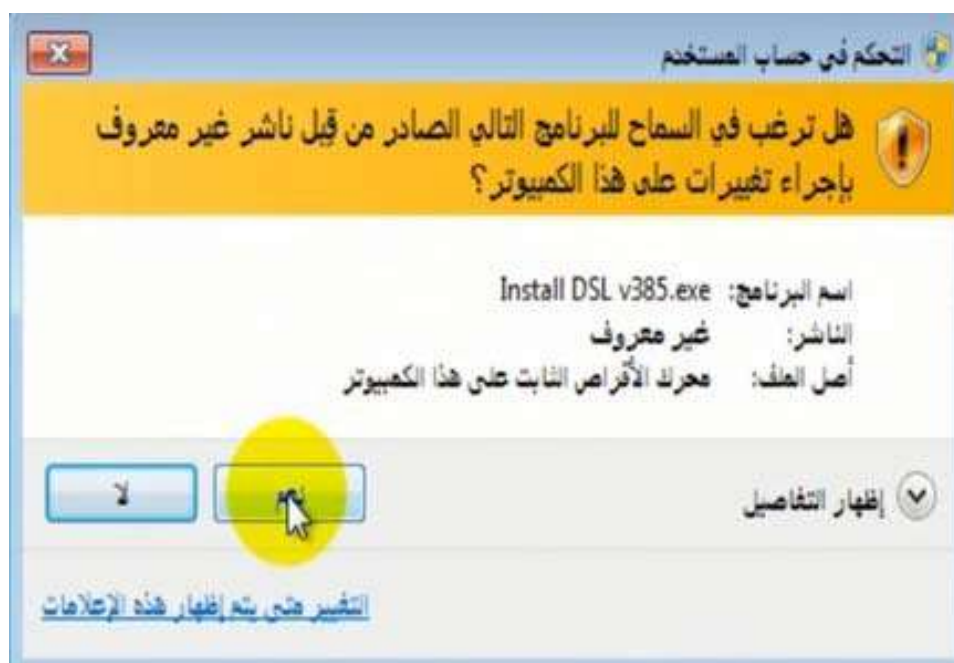 التحكم في حساب المستخدم
هل ترغب في السماح للبرنامج التالي الصادر من قِبل ناشر غير معروف
بإجراء تغييرات على هذا الكمبيوتر؟
اسم البرنامج: Install DSL v385.exe
الناشر: غير معروف
أصل الملف: محرك الأقراص الثابت على هذا الكمبيوتر
إظهار التفاصيل نعم لا
التغيير متى يتم إظهار هذه الإعلامات